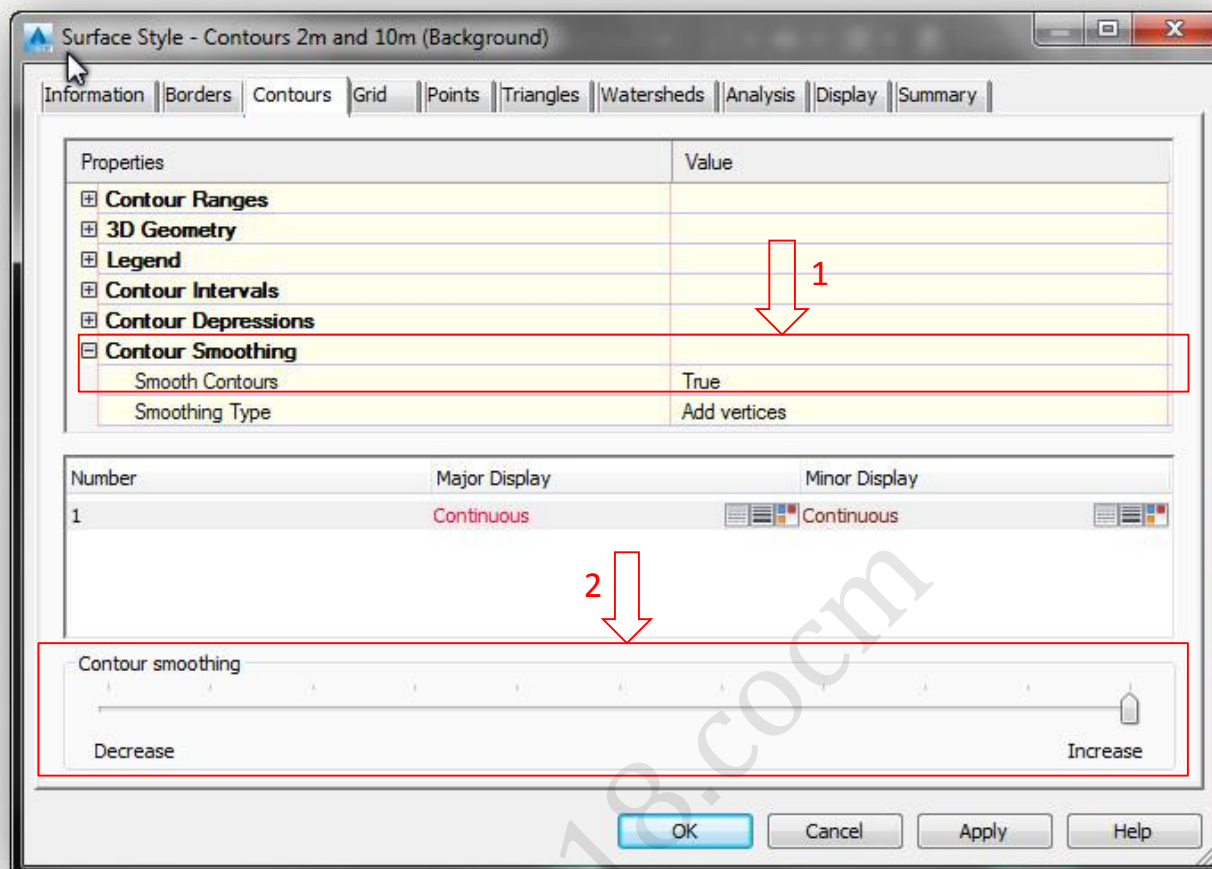 Surface Style - Contours 2m and 10m (Background)
Information Borders Contours Grid Points Triangles Watersheds Analysis Display Summary
Properties Value
Contour Ranges
3D Geometry
Legend
1
Contour Intervals
Contour Depressions
Contour Smoothing
Smooth Contours True
Smoothing Type Add vertices
Number Major Display Minor Display
1 Continuous Continuous
2
Contour smoothing
Decrease Increase
18.cocm
OK Cancel Apply Help